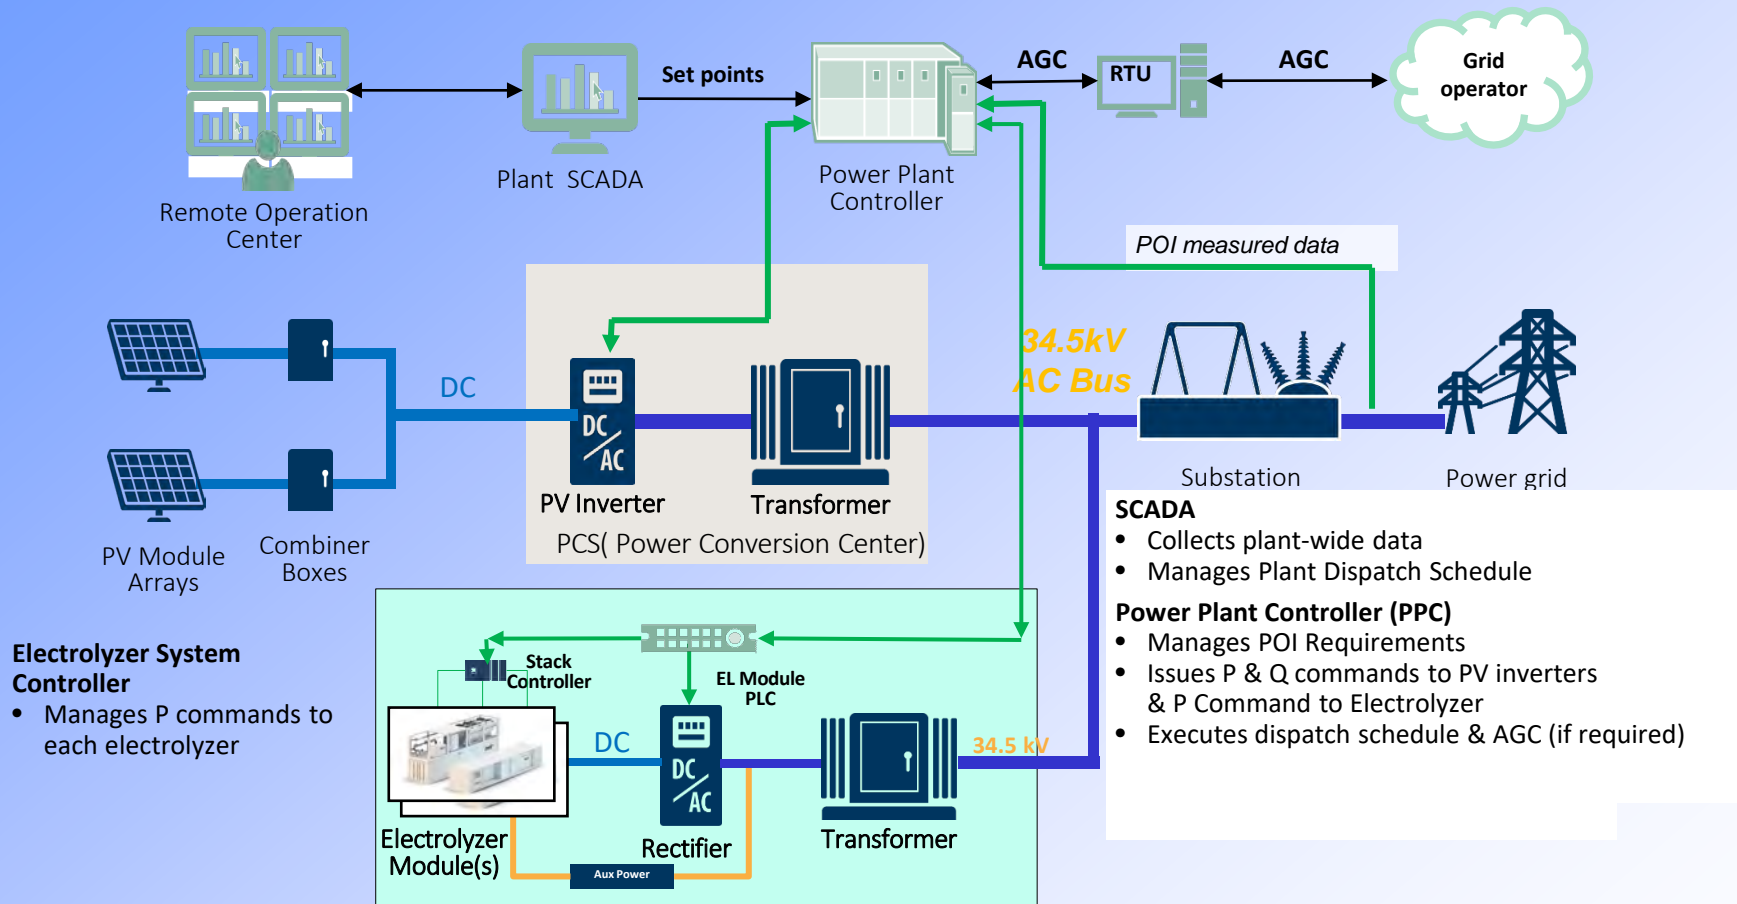 AGC
AGC
RTU
Grid
operator
Set points
Plant SCADA
Power Plant
Controller
Remote Operation
Center
POI measured data
34.5kV
AC Bus
DC
DC
AC
PV Inverter
Transformer
PCS( Power Conversion Center)
Substation
Power grid
PV Module
Arrays
Combiner
Boxes
SCADA
• Collects plant-wide data
• Manages Plant Dispatch Schedule
Power Plant Controller (PPC)
• Manages POI Requirements
• Issues P & Q commands to PV inverters
& P Command to Electrolyzer
• Executes dispatch schedule & AGC (if required)
Electrolyzer System
Controller
• Manages P commands to
each electrolyzer
Stack
Controller
EL Module
PLC
DC
DC
AC
34.5 kV
Electrolyzer
Module(s)
Rectifier
Transformer
Aux Power